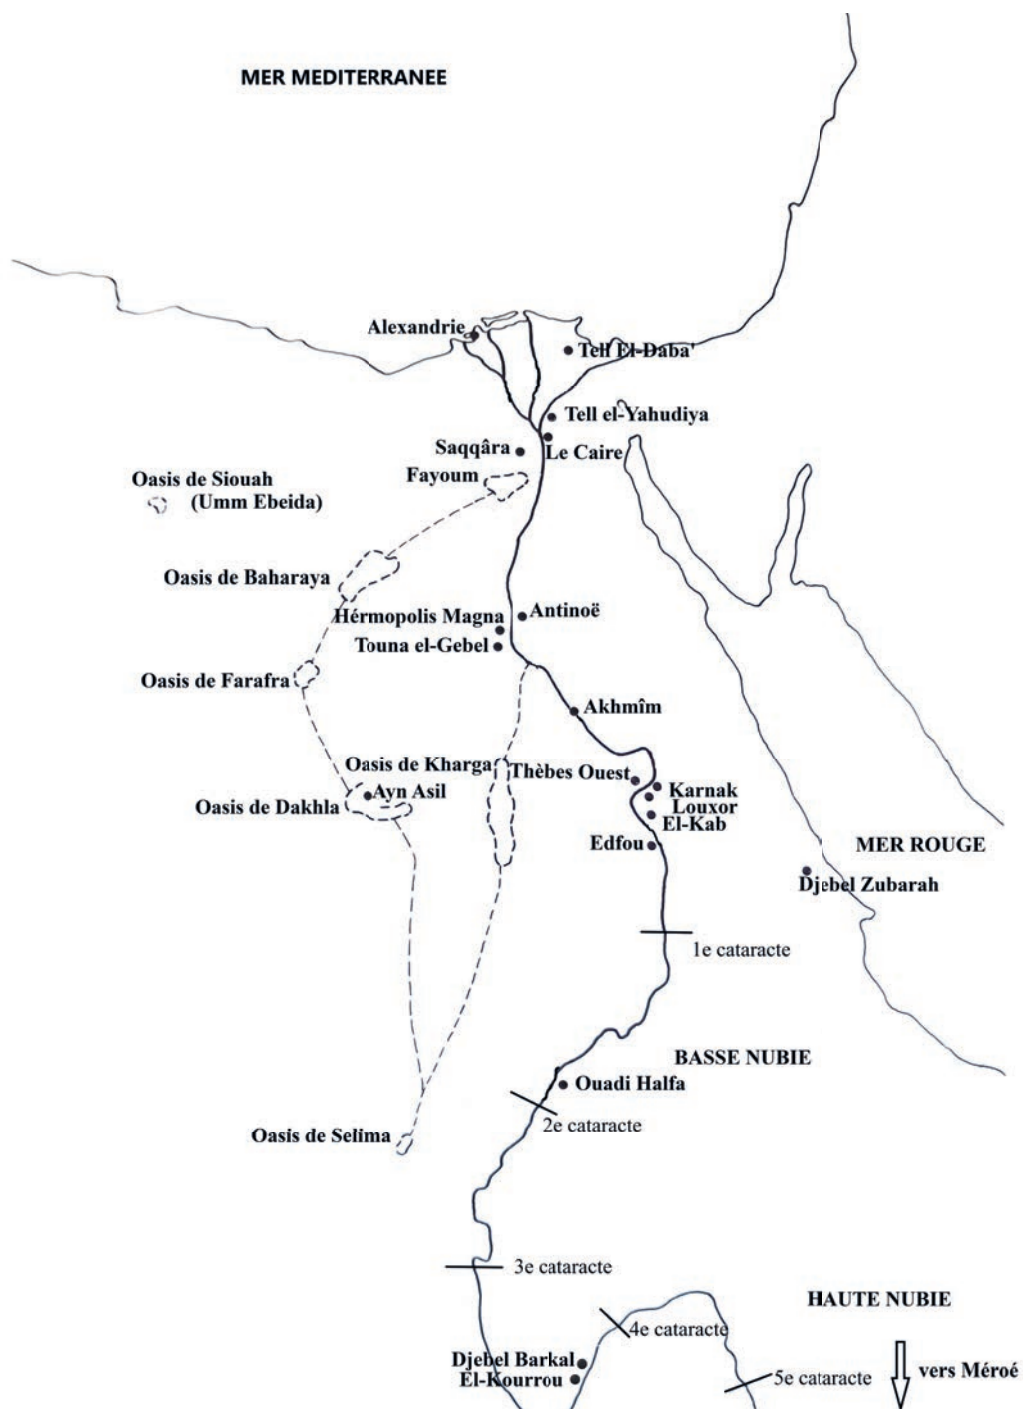 MER MEDITERRANEE
Alexandrie
Tell El-Daba'
Tell el-Yahudiya
Saqqâra
Le Caire
Fayoum
Oasis de Siouah
(Umm Ebeida)
Oasis de Baharaya
Hérmopolis Magna
Antinoë
Touna el-Gebel
Oasis de Farafra
Akhmîm
Oasis de Kharga
Thèbes Ouest
Ayn Asil
Karnak
Oasis de Dakhla
Louxor
El-Kab
Edfou
MER ROUGE
Djebel Zubarah
1e cataracte
BASSE NUBIE
Ouadi Halfa
2e cataracte
Oasis de Selima
3e cataracte
HAUTE NUBIE
4e cataracte
Djebel Barkal
El-Kourrou
vers Méroé
5e cataracte